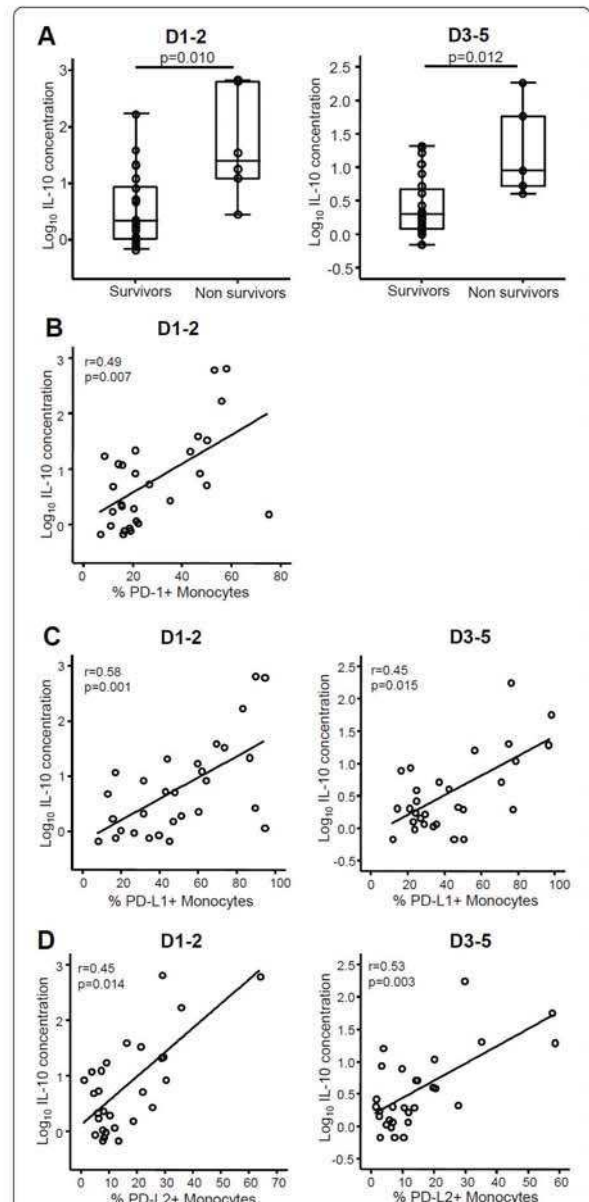 A
D1-2
D3-5
p=0.010
p=0.012
Log10 IL-10 concentration
3
2
1
0
Survivors
Non survivors
Log10 IL-10 concentration
2.5
2.0
1.5
1.0
0.5
0.0
-0.5
Survivors
Non survivors
B
D1-2
r=0.49
p=0.007
Log10 IL-10 concentration
3
2
1
0
0 20 40 60 80
% PD-1+ Monocytes
C
D1-2
r=0.58
p=0.001
Log10 IL-10 concentration
3
2
1
0
0 20 40 60 80 100
% PD-L1+ Monocytes
D3-5
r=0.45
p=0.015
Log10 IL-10 concentration
2.5
2.0
1.5
1.0
0.5
0.0
-0.5
0 20 40 60 80 100
% PD-L1+ Monocytes
D
D1-2
r=0.45
p=0.014
Log10 IL-10 concentration
3
2
1
0
0 20 40 60 80
% PD-L2+ Monocytes
D3-5
r=0.53
p=0.003
Log10 IL-10 concentration
2.5
2.0
1.5
1.0
0.5
0.0
-0.5
0 10 20 30 40 50 60
% PD-L2+ Monocytes